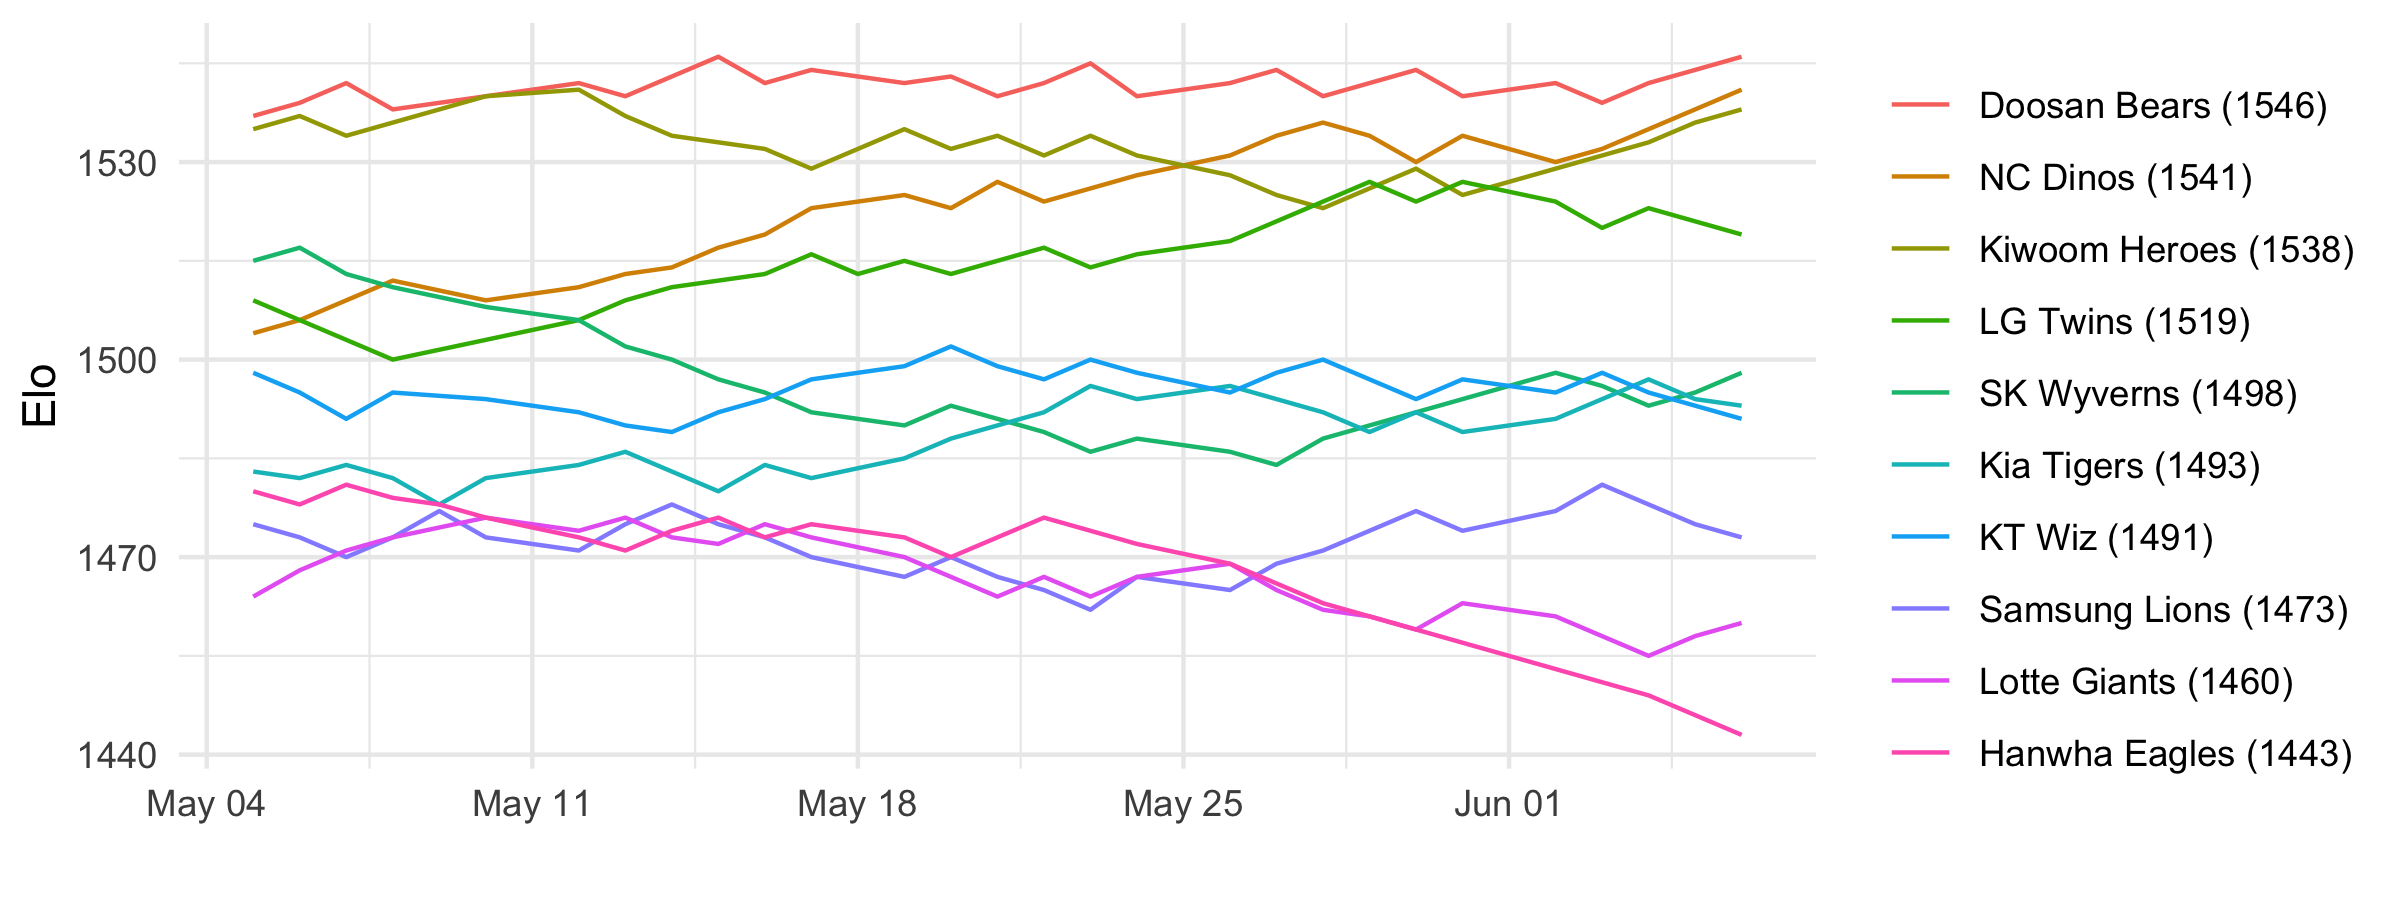 Elo
1530
1500
1470
1440
May 04
May 11
May 18
May 25
Jun 01
Doosan Bears (1546)
NC Dinos (1541)
Kiwoom Heroes (1538)
LG Twins (1519)
SK Wyverns (1498)
Kia Tigers (1493)
KT Wiz (1491)
Samsung Lions (1473)
Lotte Giants (1460)
Hanwha Eagles (1443)